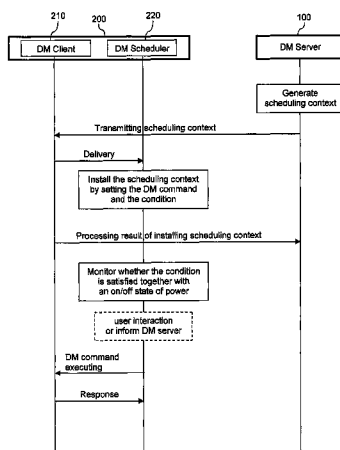 210
200
220
100
DM Client
DM Scheduler
DM Server
Generate
scheduling context
Transmitting scheduling context
Delivery
Install the scheduling context
by setting the DM command
and the condition
Processing result of installing scheduling context
Monitor whether the condition
is satisfied together with
an on/off state of power
user interaction
or inform DM server
DM command
executing
Response